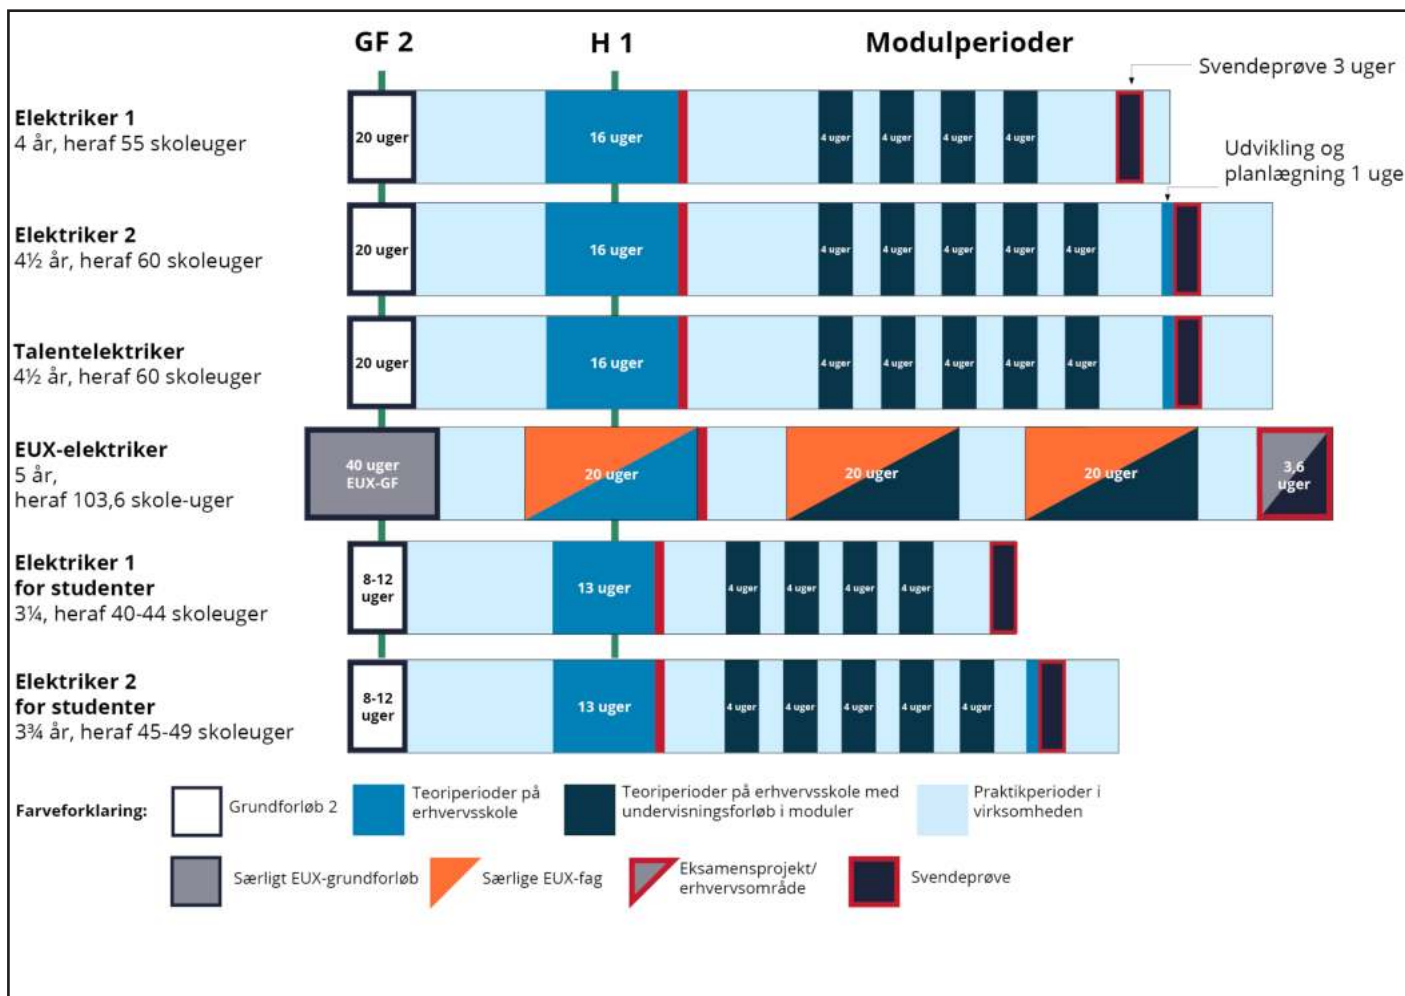 GF 2
H 1
Modulperioder
Svendeprøve 3 uger
Elektriker 1
4 år, heraf 55 skoleuger
20 uger
16 uger
4 uger
4 uger
4 uger
4 uger
Udvikling og
planlægning 1 uge
Elektriker 2
4½ år, heraf 60 skoleuger
20 uger
16 uger
4 uger
4 uger
4 uger
4 uger
4 uger
Talentelektriker
4½ år, heraf 60 skoleuger
20 uger
16 uger
4 uger
4 uger
4 uger
4 uger
4 uger
EUX-elektriker
5 år,
heraf 103,6 skole-uger
40 uger
EUX-GF
20 uger
20 uger
20 uger
3,6
uger
Elektriker 1
for studenter
3¼, heraf 40-44 skoleuger
8-12
uger
13 uger
4 uger
4 uger
4 uger
4 uger
Elektriker 2
for studenter
3¾ år, heraf 45-49 skoleuger
8-12
uger
13 uger
4 uger
4 uger
4 uger
4 uger
4 uger
Farveforklaring:
Grundforløb 2
Teoriperioder på
erhvervsskole
Teoriperioder på erhvervsskole med
undervisningsforløb i moduler
Praktikperioder i
virksomheden
Særligt EUX-grundforløb
Særlige EUX-fag
Eksamensprojekt/
erhvervsområde
Svendeprøve